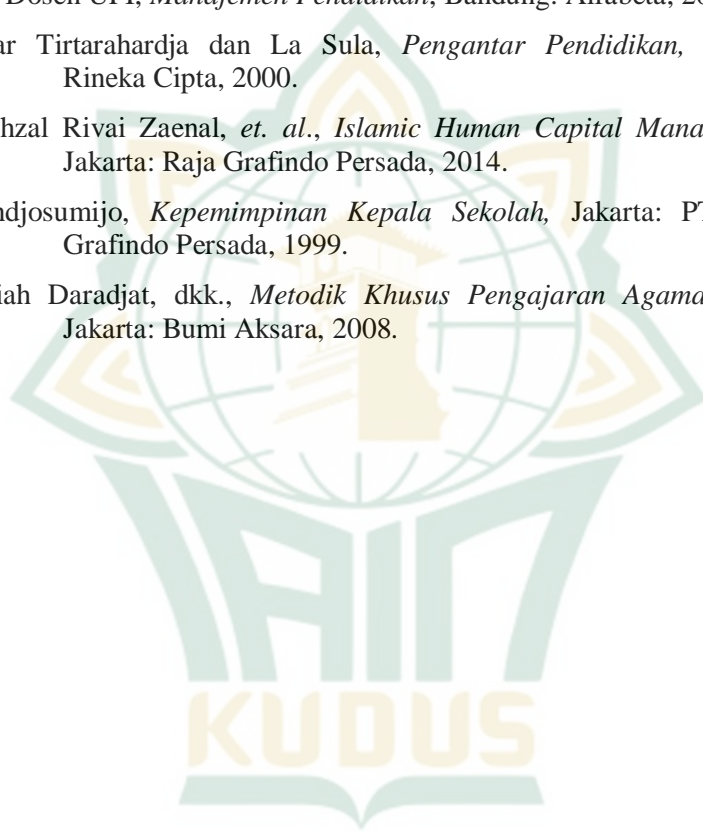 Dosen UPI, Manajemen Pendidikan, Bandung: Alfabeta, 20
ar Tirtarahardja dan La Sula, Pengantar Pendidikan,
Rineka Cipta, 2000.
hzal Rivai Zaenal, et. al., Islamic Human Capital Mana
Jakarta: Raja Grafindo Persada, 2014.
ndjosumijo, Kepemimpinan Kepala Sekolah, Jakarta: PT
Grafindo Persada, 1999.
iah Daradjat, dkk., Metodik Khusus Pengajaran Agama
Jakarta: Bumi Aksara, 2008.
IAIN
KUDUS